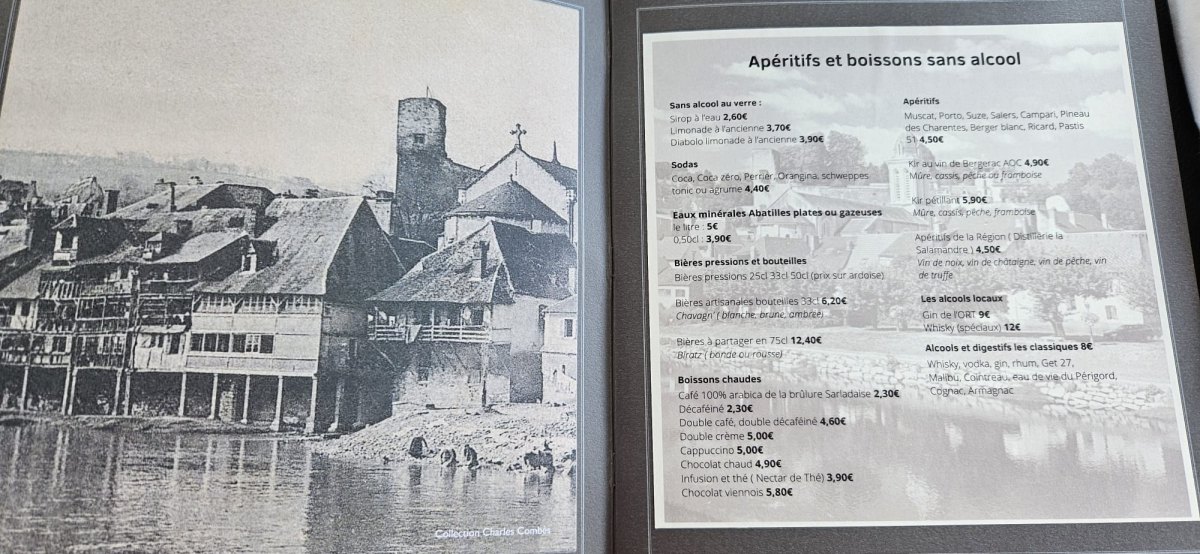 Collection Charles Combes
Apéritifs et boissons sans alcool
Sans alcool au verre :
Sirop à l'eau 2,60€
Limonade à l'ancienne 3,70€
Diabolo limonade à l'ancienne 3,90€
Sodas
Coca, Coca zéro, Perrier, Orangina, schweppes
tonic ou agrume 4,40€
Eaux minérales Abatilles plates ou gazeuses
le litre : 5€
0,50cl : 3,90€
Bières pressions et bouteilles
Bières pressions 25cl 33cl 50cl (prix sur ardoise)
Bières artisanales bouteilles 33cl 6,20€
Chavagn' ( blanche, brune, ambrée)
Bières à partager en 75cl 12,40€
Biratz ( bonde ou rousse)
Boissons chaudes
Café 100% arabica de la brûlure Sarladaise 2,30€
Décaféiné 2,30€
Double café, double décaféiné 4,60€
Double crème 5,00€
Cappuccino 5,00€
Chocolat chaud 4,90€
Infusion et thé ( Nectar de Thé) 3,90€
Chocolat viennois 5,80€
Apéritifs
Muscat, Porto, Suze, Salers, Campari, Pineau
des Charentes, Berger blanc, Ricard, Pastis
51 4,50€
Kir au vin de Bergerac AOC 4,90€
Mûre, cassis, pêche ou framboise
Kir pétillant 5,90€
Mûre, cassis, pêche, framboise
Apéritifs de la Région ( Distillerie la
Salamandre ) 4,50€
Vin de noix, vin de châtaigne, vin de pêche, vin
de truffe
Les alcools locaux
Gin de l'ORT 9€
Whisky (spéciaux) 12€
Alcools et digestifs les classiques 8€
Whisky, vodka, gin, rhum, Get 27,
Malibu, Cointreau, eau de vie du Périgord,
Cognac, Armagnac